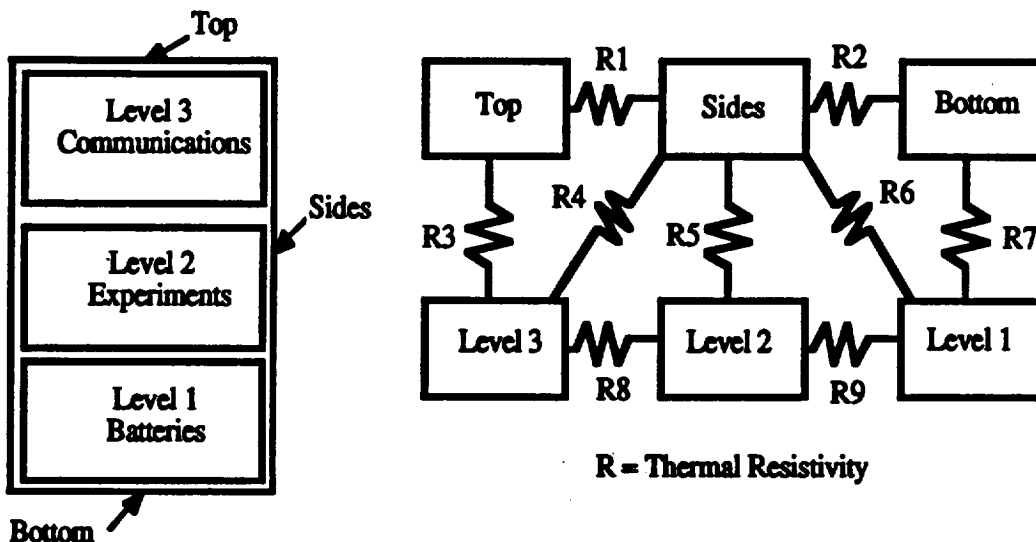 Top
Level 3
Communications
Sides
Level 2
Experiments
Level 1
Batteries
Bottom
R1
R2
Top
Sides
Bottom
R3
R4
R5
R6
R7
Level 3
Level 2
Level 1
R8
R9
R = Thermal Resistivity